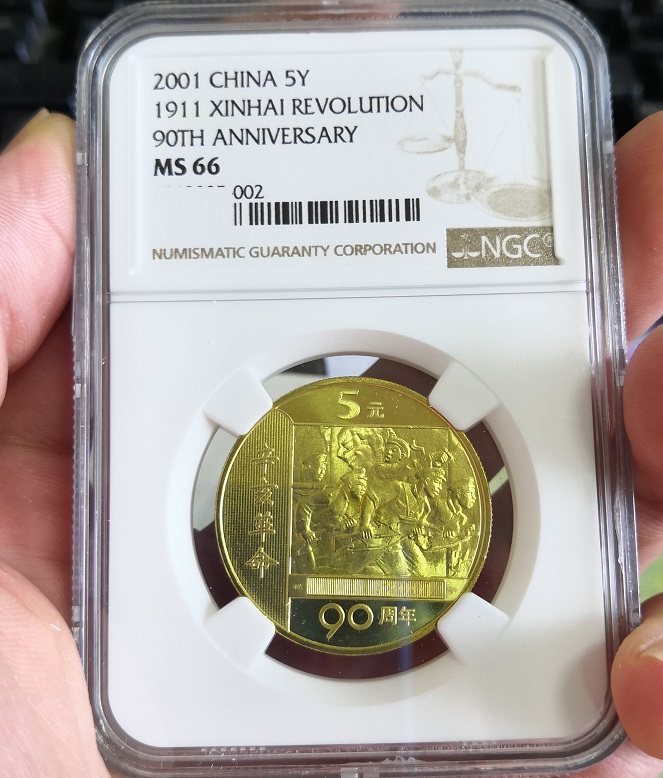 2001 CHINA 5Y
1911 XINHAI REVOLUTION
90TH ANNIVERSARY
MS 66
002
NUMISMATIC GUARANTY CORPORATION
NGC®
5元
辛亥革命
90周年